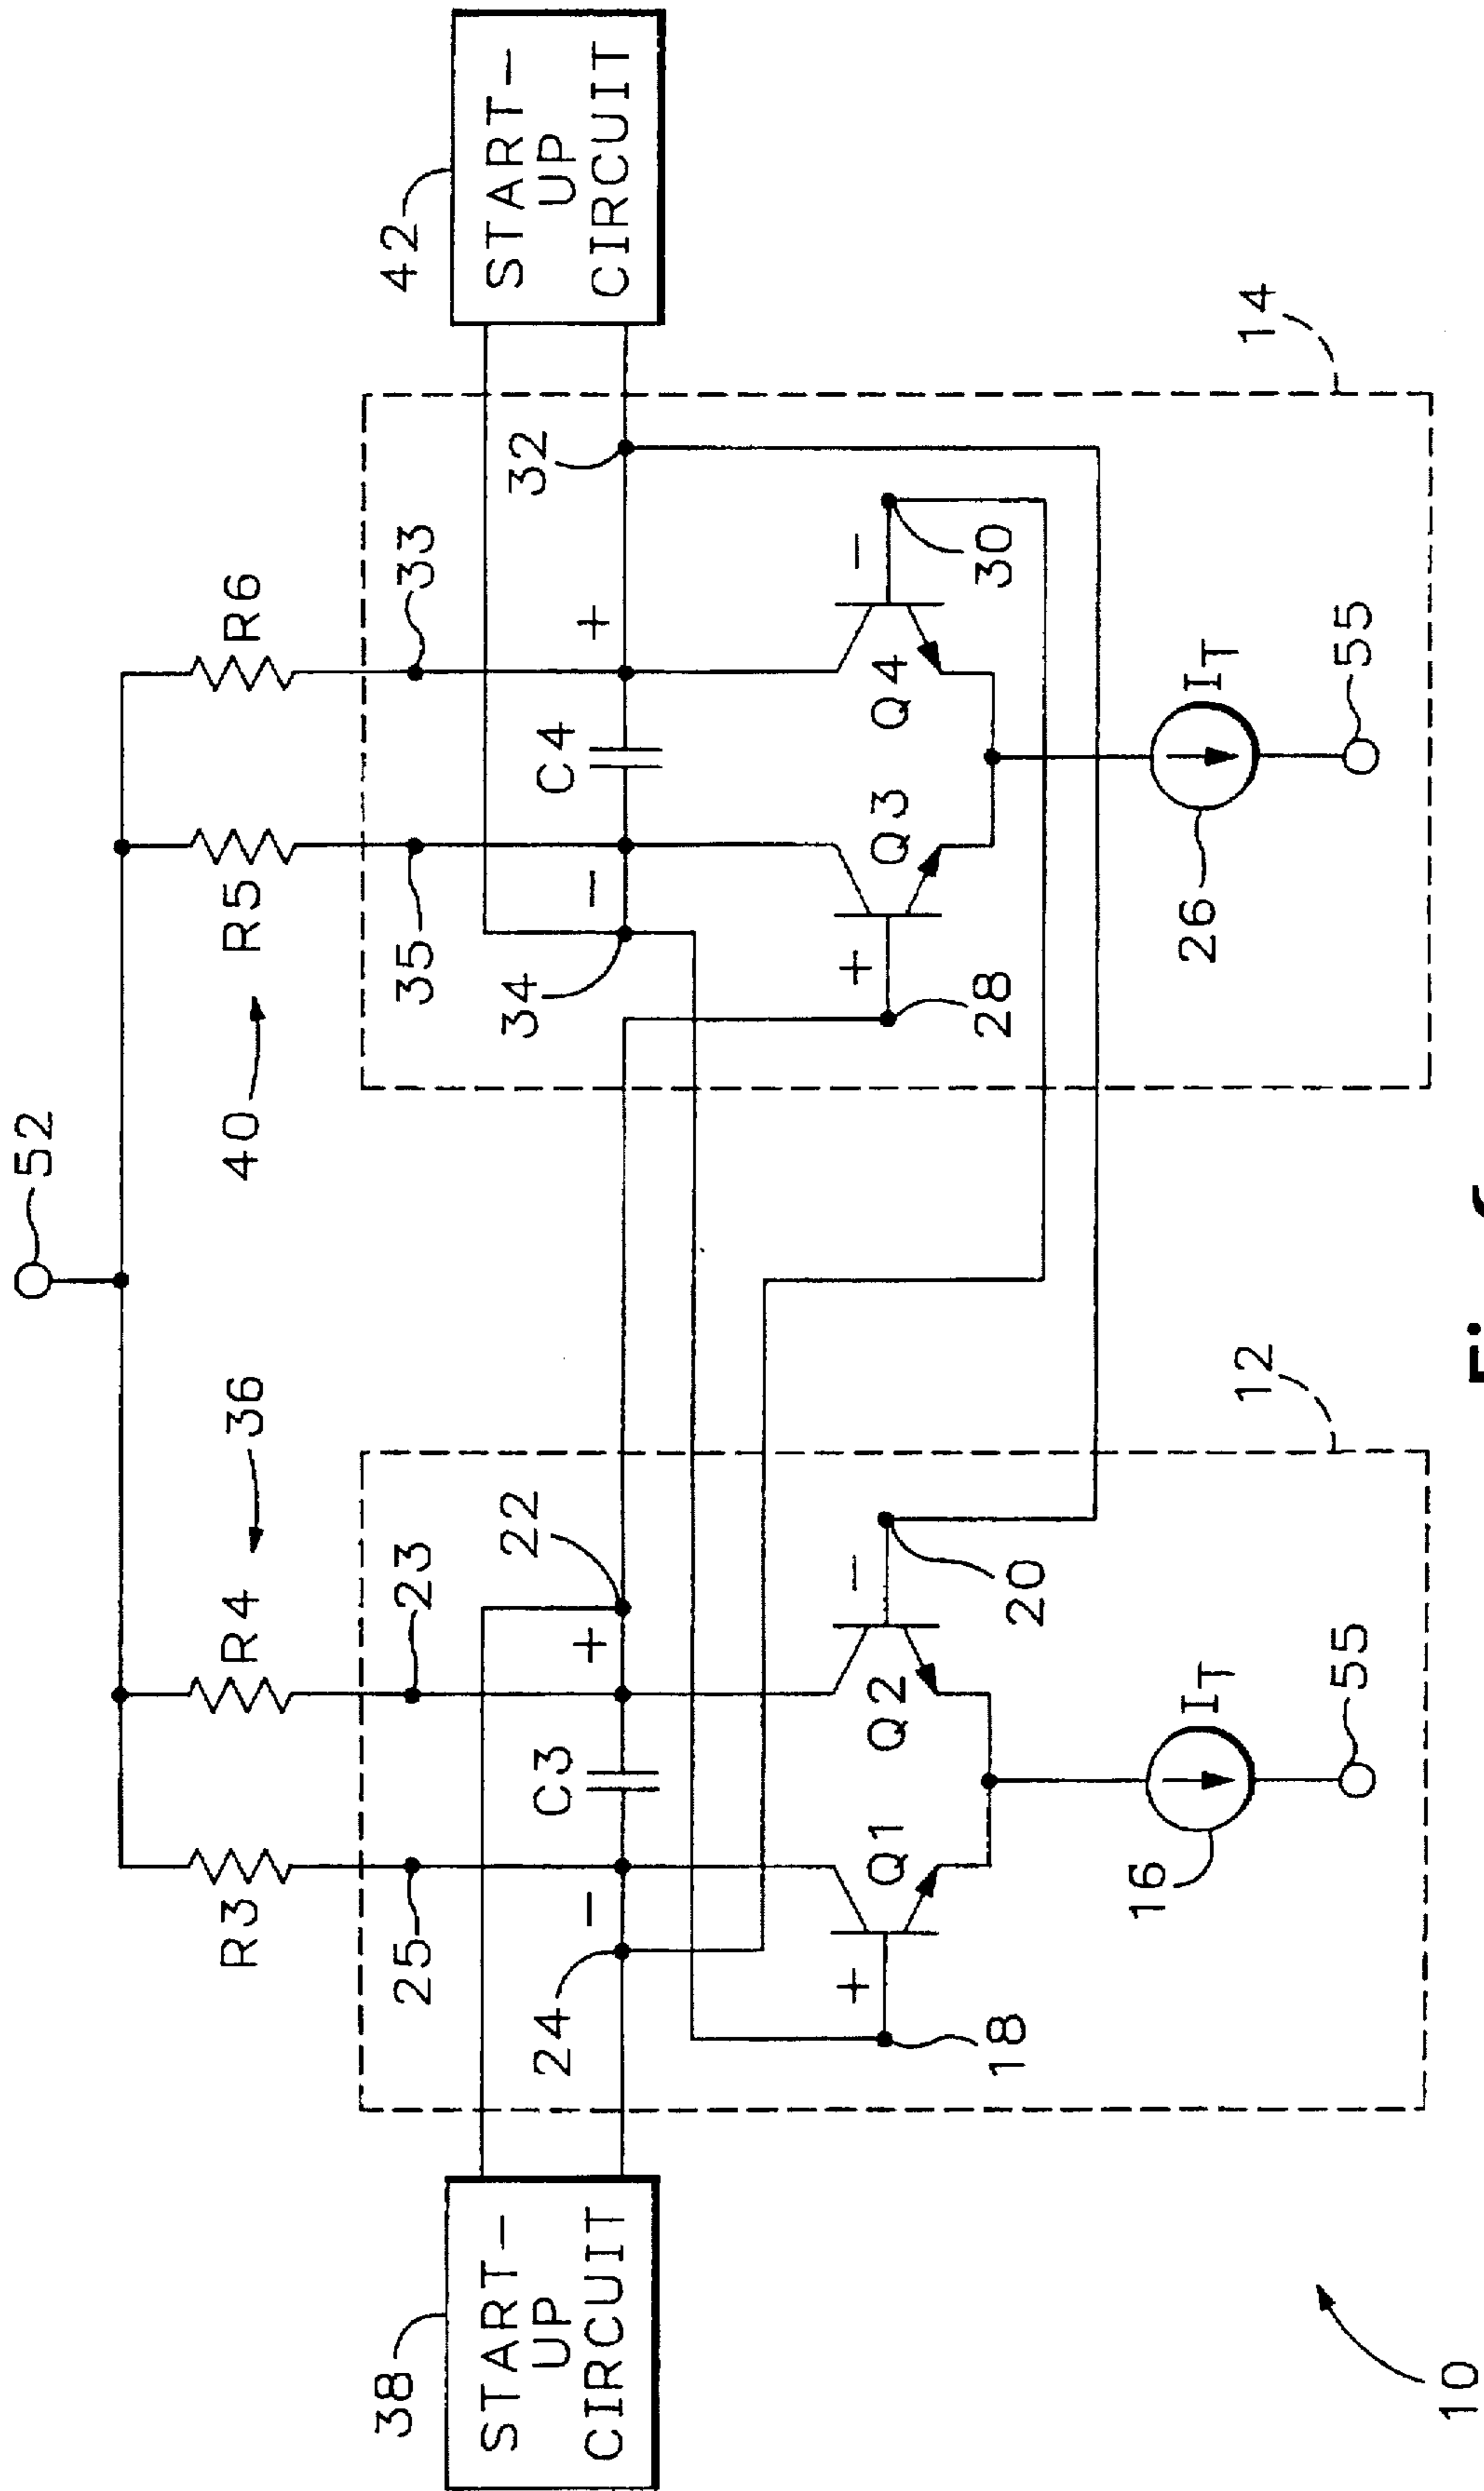 52
38
START-
UP
CIRCUIT
R3
R4
36
40
R5
R6
42
START-
UP
CIRCUIT
25
23
35
33
24
-
C3
+
22
34
-
C4
+
32
+
18
Q1
Q2
-
20
+
28
Q3
Q4
-
30
16
IT
55
12
26
IT
55
14
10